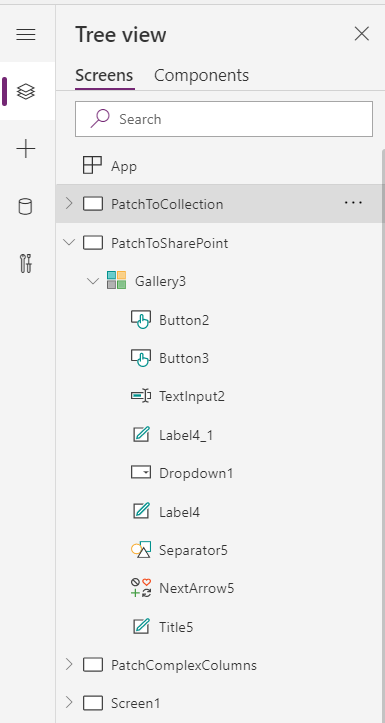 Tree view
Screens Components
Search
App
PatchToCollection
PatchToSharePoint
Gallery3
Button2
Button3
TextInput2
Label4_1
Dropdown1
Label4
Separator5
NextArrow5
Title5
PatchComplexColumns
Screen1